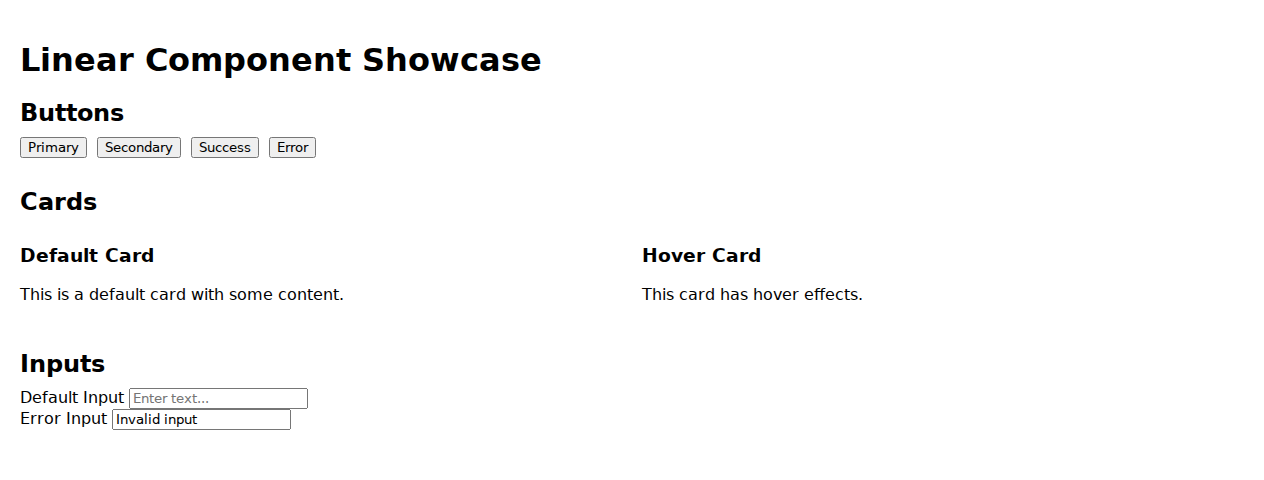 Linear Component Showcase
Buttons
Primary Secondary Success Error
Cards
Default Card
This is a default card with some content.
Hover Card
This card has hover effects.
Inputs
Default Input Enter text...
Error Input Invalid input